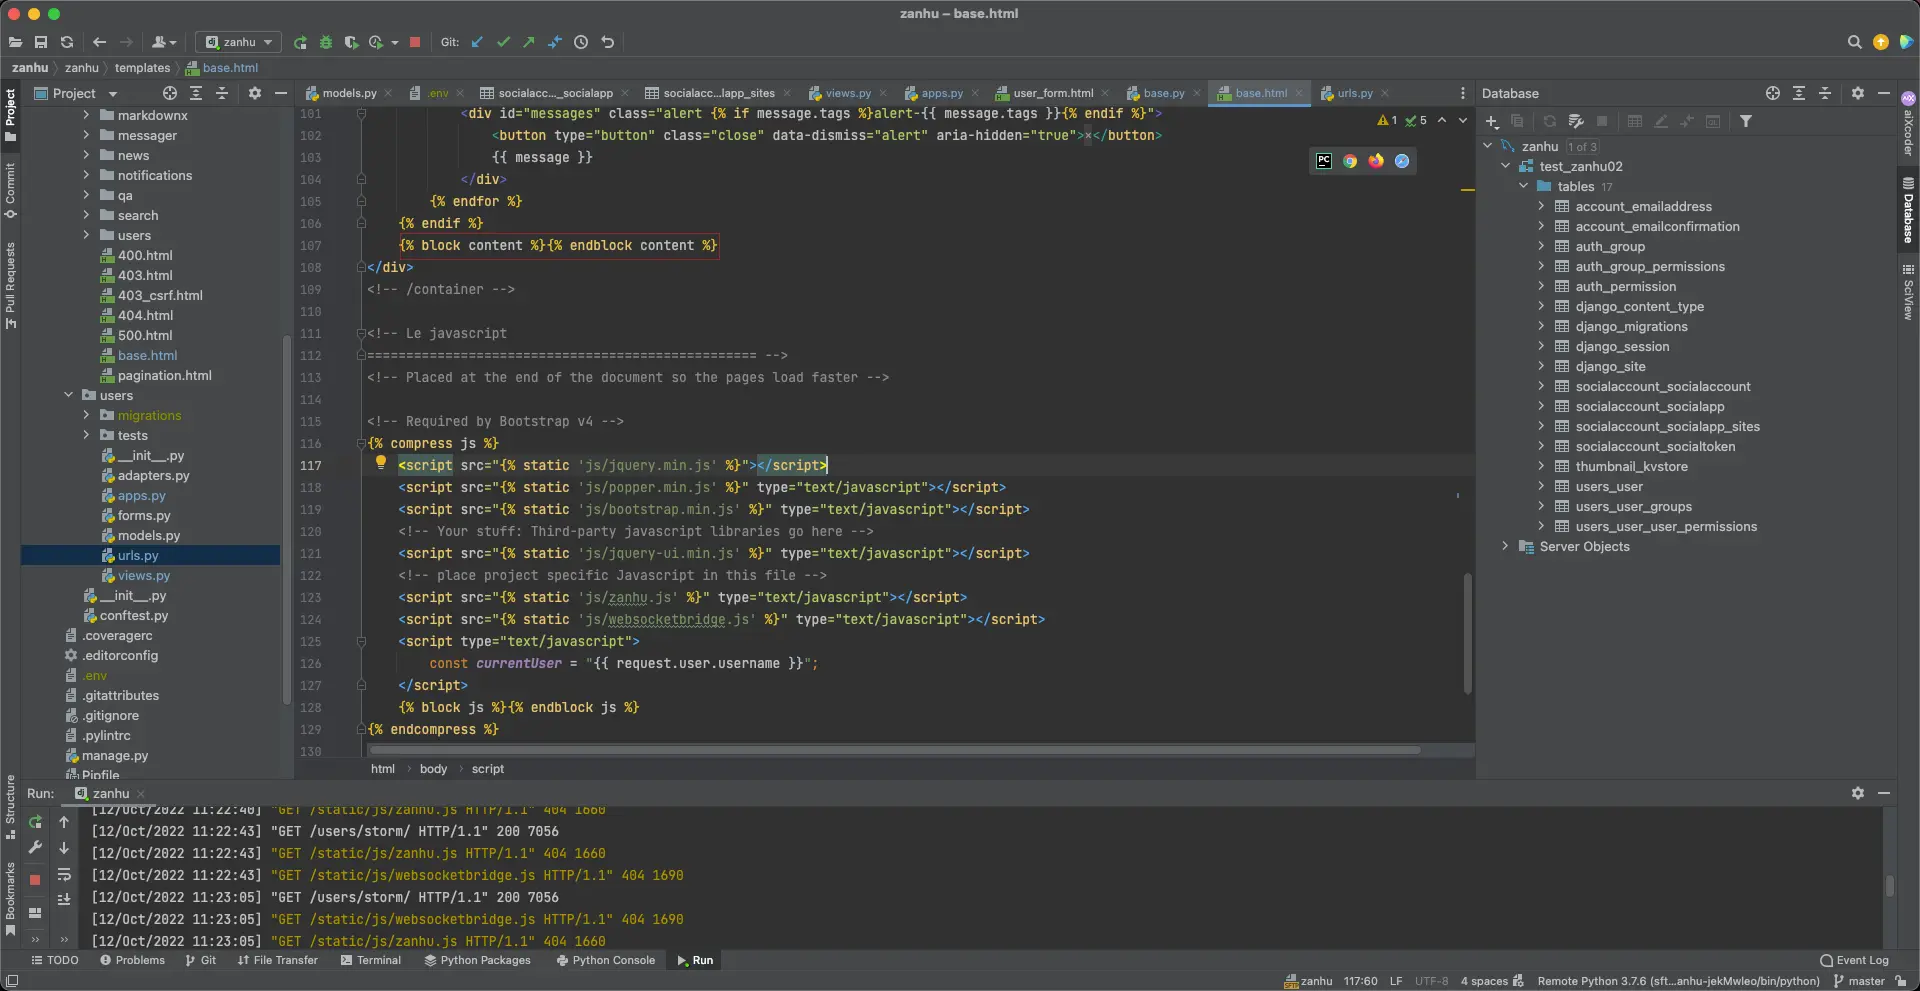 zanhu – base.html
zanhu
Git:
zanhu
zanhu
templates
base.html
Project
models.py
.env
socialacc..._socialapp
socialacc...lapp_sites
views.py
apps.py
user_form.html
base.py
base.html
urls.py
Database
Project
Commit
Pull Requests
Structure
Bookmarks
markdownx
messager
news
notifications
qa
search
users
400.html
403.html
403_csrf.html
404.html
500.html
base.html
pagination.html
users
migrations
tests
__init__.py
adapters.py
apps.py
forms.py
models.py
urls.py
views.py
__init__.py
conftest.py
.coveragerc
.editorconfig
.env
.gitattributes
.gitignore
.pylintrc
manage.py
Pipfile
1 5
PC
101 <div id="messages" class="alert {% if message.tags %}alert-{{ message.tags }}{% endif %}">
102 <button type="button" class="close" data-dismiss="alert" aria-hidden="true">×</button>
103 {{ message }}
104 </div>
105 {% endfor %}
106 {% endif %}
107 {% block content %}{% endblock content %}
108 </div>
109 <!-- /container -->
110
111 <!-- Le javascript
112 ================================================== -->
113 <!-- Placed at the end of the document so the pages load faster -->
114
115 <!-- Required by Bootstrap v4 -->
116 {% compress js %}
117 <script src="{% static 'js/jquery.min.js' %}"></script>
118 <script src="{% static 'js/popper.min.js' %}" type="text/javascript"></script>
119 <script src="{% static 'js/bootstrap.min.js' %}" type="text/javascript"></script>
120 <!-- Your stuff: Third-party javascript libraries go here -->
121 <script src="{% static 'js/jquery-ui.min.js' %}" type="text/javascript"></script>
122 <!-- place project specific Javascript in this file -->
123 <script src="{% static 'js/zanhu.js' %}" type="text/javascript"></script>
124 <script src="{% static 'js/websocketbridge.js' %}" type="text/javascript"></script>
125 <script type="text/javascript">
126 const currentUser = "{{ request.user.username }}";
127 </script>
128 {% block js %}{% endblock js %}
129 {% endcompress %}
130
html
body
script
zanhu 1 of 3
test_zanhu02
tables 17
account_emailaddress
account_emailconfirmation
auth_group
auth_group_permissions
auth_permission
django_content_type
django_migrations
django_session
django_site
socialaccount_socialaccount
socialaccount_socialapp
socialaccount_socialapp_sites
socialaccount_socialtoken
thumbnail_kvstore
users_user
users_user_groups
users_user_user_permissions
Server Objects
aiXcoder
Database
SciView
Run:
zanhu
[12/Oct/2022 11:22:40] "GET /static/js/zanhu.js HTTP/1.1" 404 1660
[12/Oct/2022 11:22:43] "GET /users/storm/ HTTP/1.1" 200 7056
[12/Oct/2022 11:22:43] "GET /static/js/zanhu.js HTTP/1.1" 404 1660
[12/Oct/2022 11:22:43] "GET /static/js/websocketbridge.js HTTP/1.1" 404 1690
[12/Oct/2022 11:23:05] "GET /users/storm/ HTTP/1.1" 200 7056
[12/Oct/2022 11:23:05] "GET /static/js/websocketbridge.js HTTP/1.1" 404 1690
[12/Oct/2022 11:23:05] "GET /static/js/zanhu.js HTTP/1.1" 404 1660
TODO
Problems
Git
File Transfer
Terminal
Python Packages
Python Console
Run
Event Log
zanhu
117:60
LF
UTF-8
4 spaces
Remote Python 3.7.6 (sft...anhu-jekMwleo/bin/python)
master